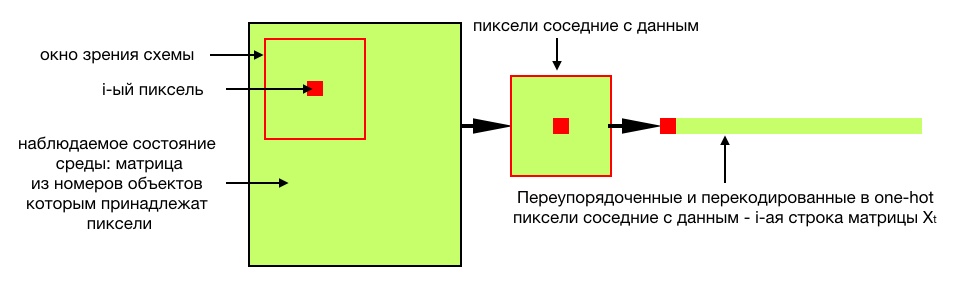 пиксели соседние с данным
окно зрения схемы
i-ый пиксель
наблюдаемое состояние
среды: матрица
из номеров объектов
которым принадлежат
пиксели
Переупорядоченные и перекодированные в one-hot
пиксели соседние с данным - i-ая строка матрицы Xt